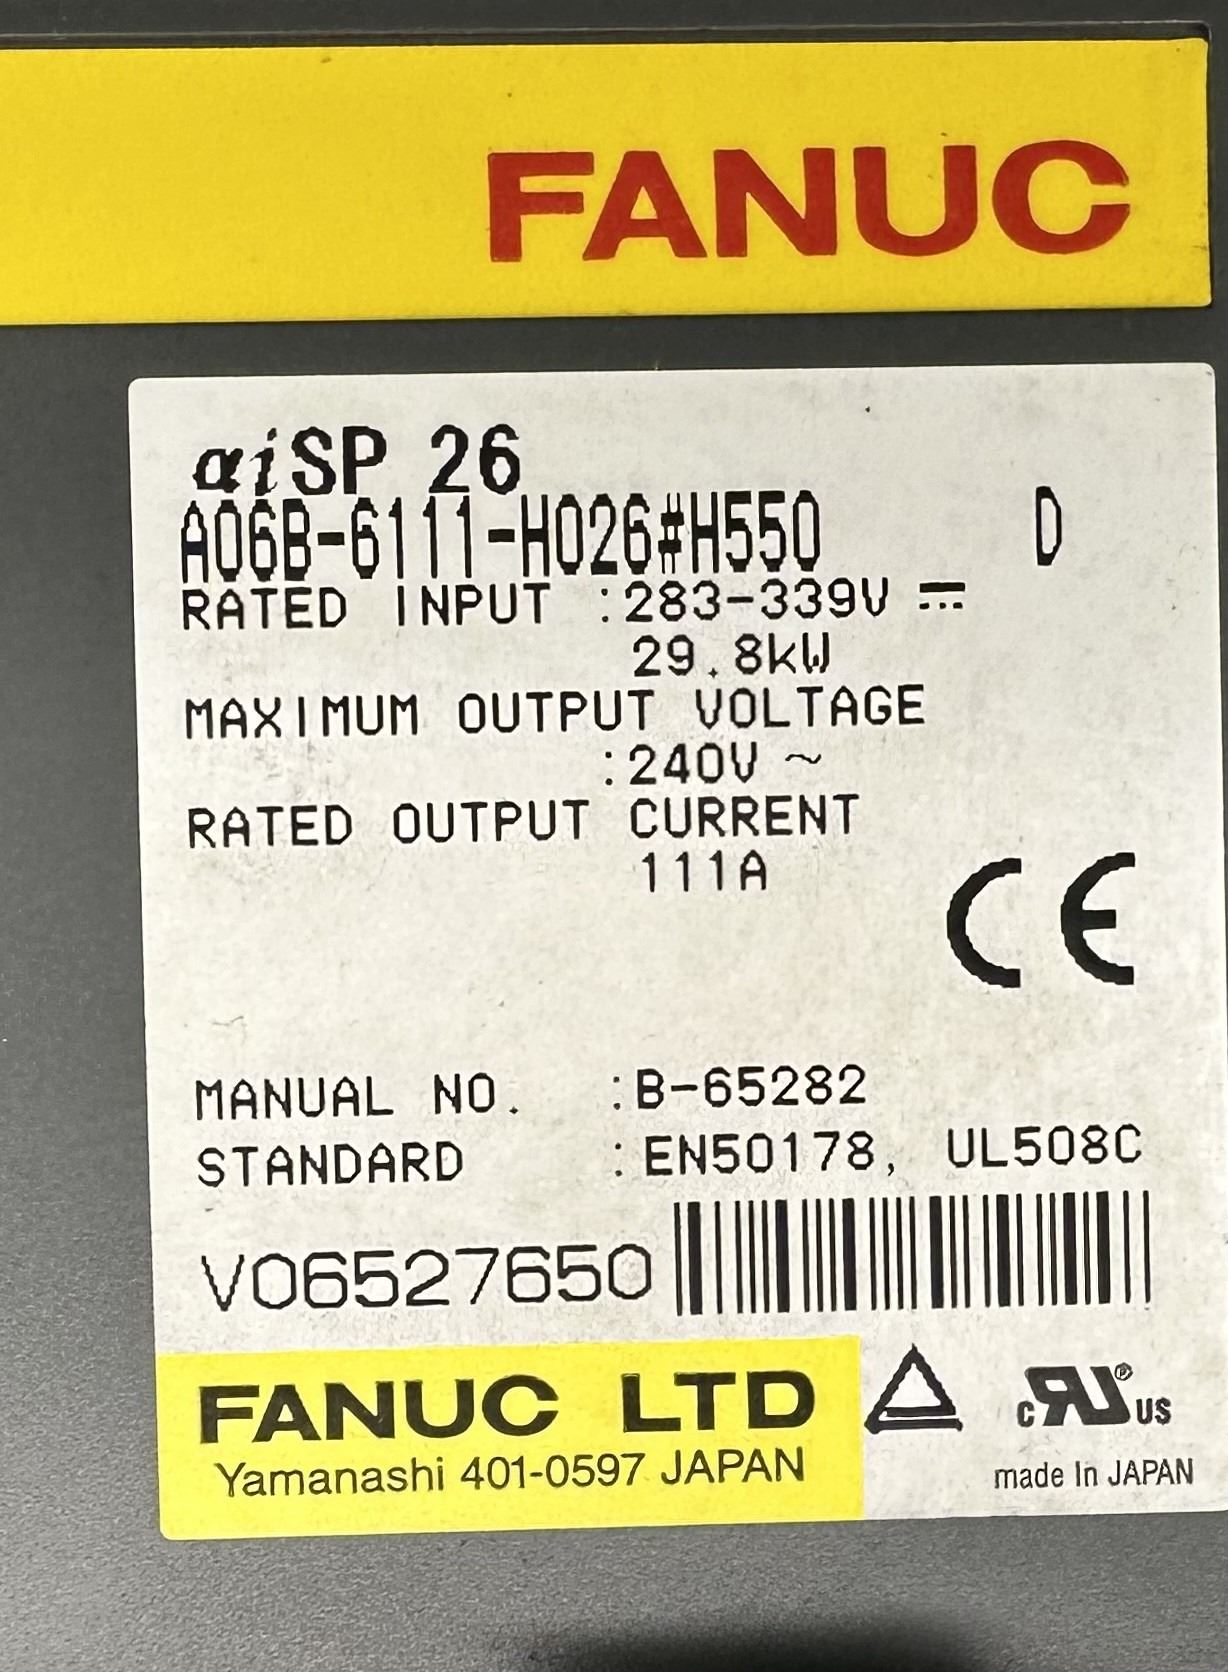 FANUC
αiSP 26
A06B-6111-H026#H550 D
RATED INPUT :283-339V ⎓
29.8kW
MAXIMUM OUTPUT VOLTAGE
:240V ~
RATED OUTPUT CURRENT
111A
CE
MANUAL NO. :B-65282
STANDARD :EN50178, UL508C
V06527650
FANUC LTD
Yamanashi 401-0597 JAPAN
c RU ® US
made In JAPAN